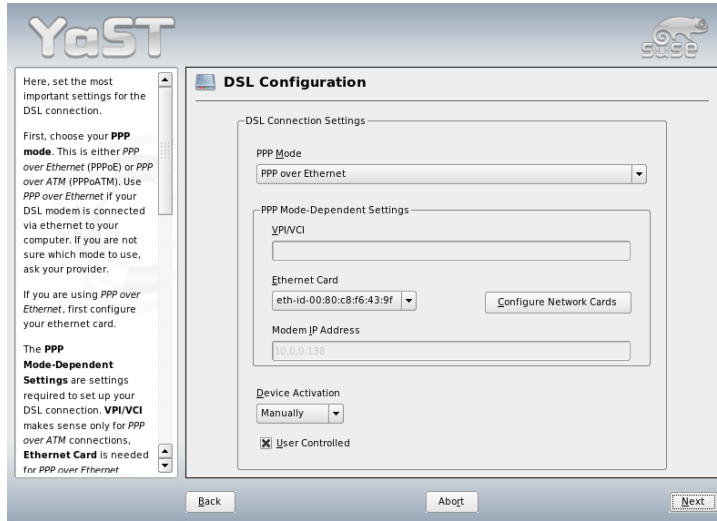 YaST
suse
Here, set the most
important settings for the
DSL connection.
First, choose your PPP
mode. This is either PPP
over Ethernet (PPPoE) or PPP
over ATM (PPPoATM). Use
PPP over Ethernet if your
DSL modem is connected
via ethernet to your
computer. If you are not
sure which mode to use,
ask your provider.
If you are using PPP over
Ethernet, first configure
your ethernet card.
The PPP
Mode-Dependent
Settings are settings
required to set up your
DSL connection. VPI/VCI
makes sense only for PPP
over ATM connections,
Ethernet Card is needed
for PPP over Ethernet
DSL Configuration
DSL Connection Settings
PPP Mode
PPP over Ethernet
PPP Mode-Dependent Settings
VPI/VCI
Ethernet Card
eth-id-00:80:c8:f6:43:9f
Configure Network Cards
Modem IP Address
10.0.0.138
Device Activation
Manually
User Controlled
Back
Abort
Next